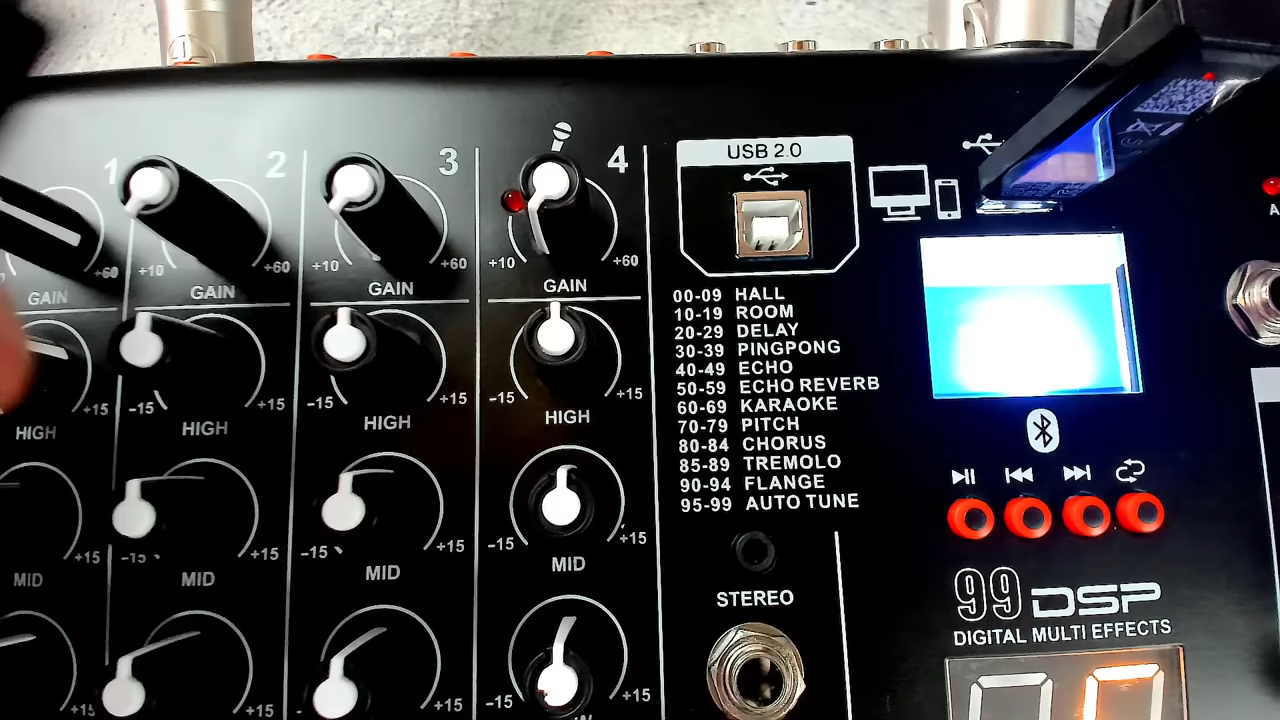 1
2
3
4
+60
+10
+60
+10
+60
+10
+60
GAIN
GAIN
GAIN
GAIN
+15
-15
+15
-15
+15
-15
+15
HIGH
HIGH
HIGH
HIGH
+15
-15
+15
-15
+15
-15
+15
MID
MID
MID
MID
+15
-15
+15
-15
+15
-15
+15
USB 2.0
00-09 HALL
10-19 ROOM
20-29 DELAY
30-39 PINGPONG
40-49 ECHO
50-59 ECHO REVERB
60-69 KARAOKE
70-79 PITCH
80-84 CHORUS
85-89 TREMOLO
90-94 FLANGE
95-99 AUTO TUNE
STEREO
99 DSP
DIGITAL MULTI EFFECTS